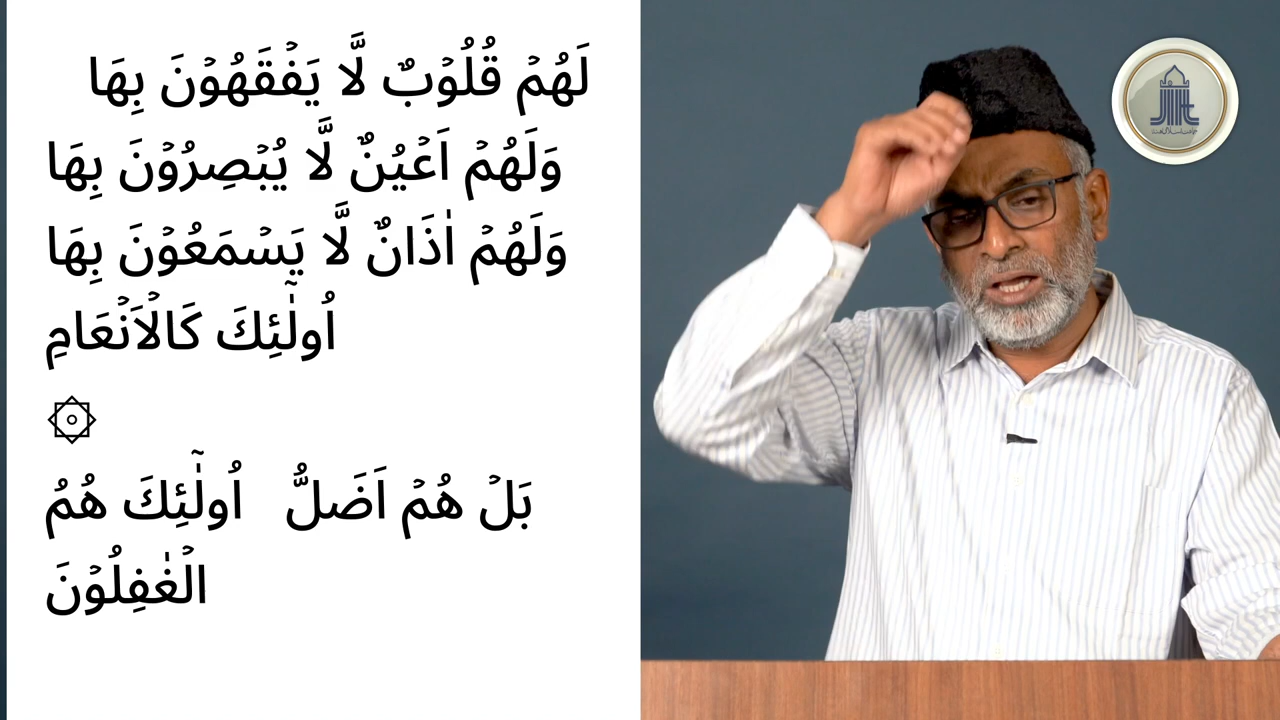 لَهُمۡ قُلُوۡبٌ لَّا يَفۡقَهُوۡنَ بِهَا
وَلَهُمۡ اَعۡيُنٌ لَّا يُبۡصِرُوۡنَ بِهَا
وَلَهُمۡ اٰذَانٌ لَّا يَسۡمَعُوۡنَ بِهَا
اُولٰۤٮِٕكَ كَالۡاَنۡعَامِ
۞
بَلۡ هُمۡ اَضَلُّ اُولٰۤٮِٕكَ هُمُ
الۡغٰفِلُوۡنَ